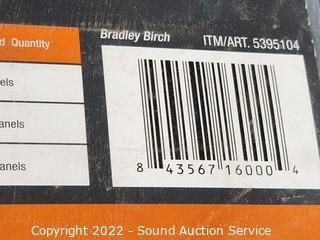 d Quantity
els
anels
anels
Bradley Birch ITM/ART. 5395104
8 43567 16000 4
Copyright 2022 - Sound Auction Service